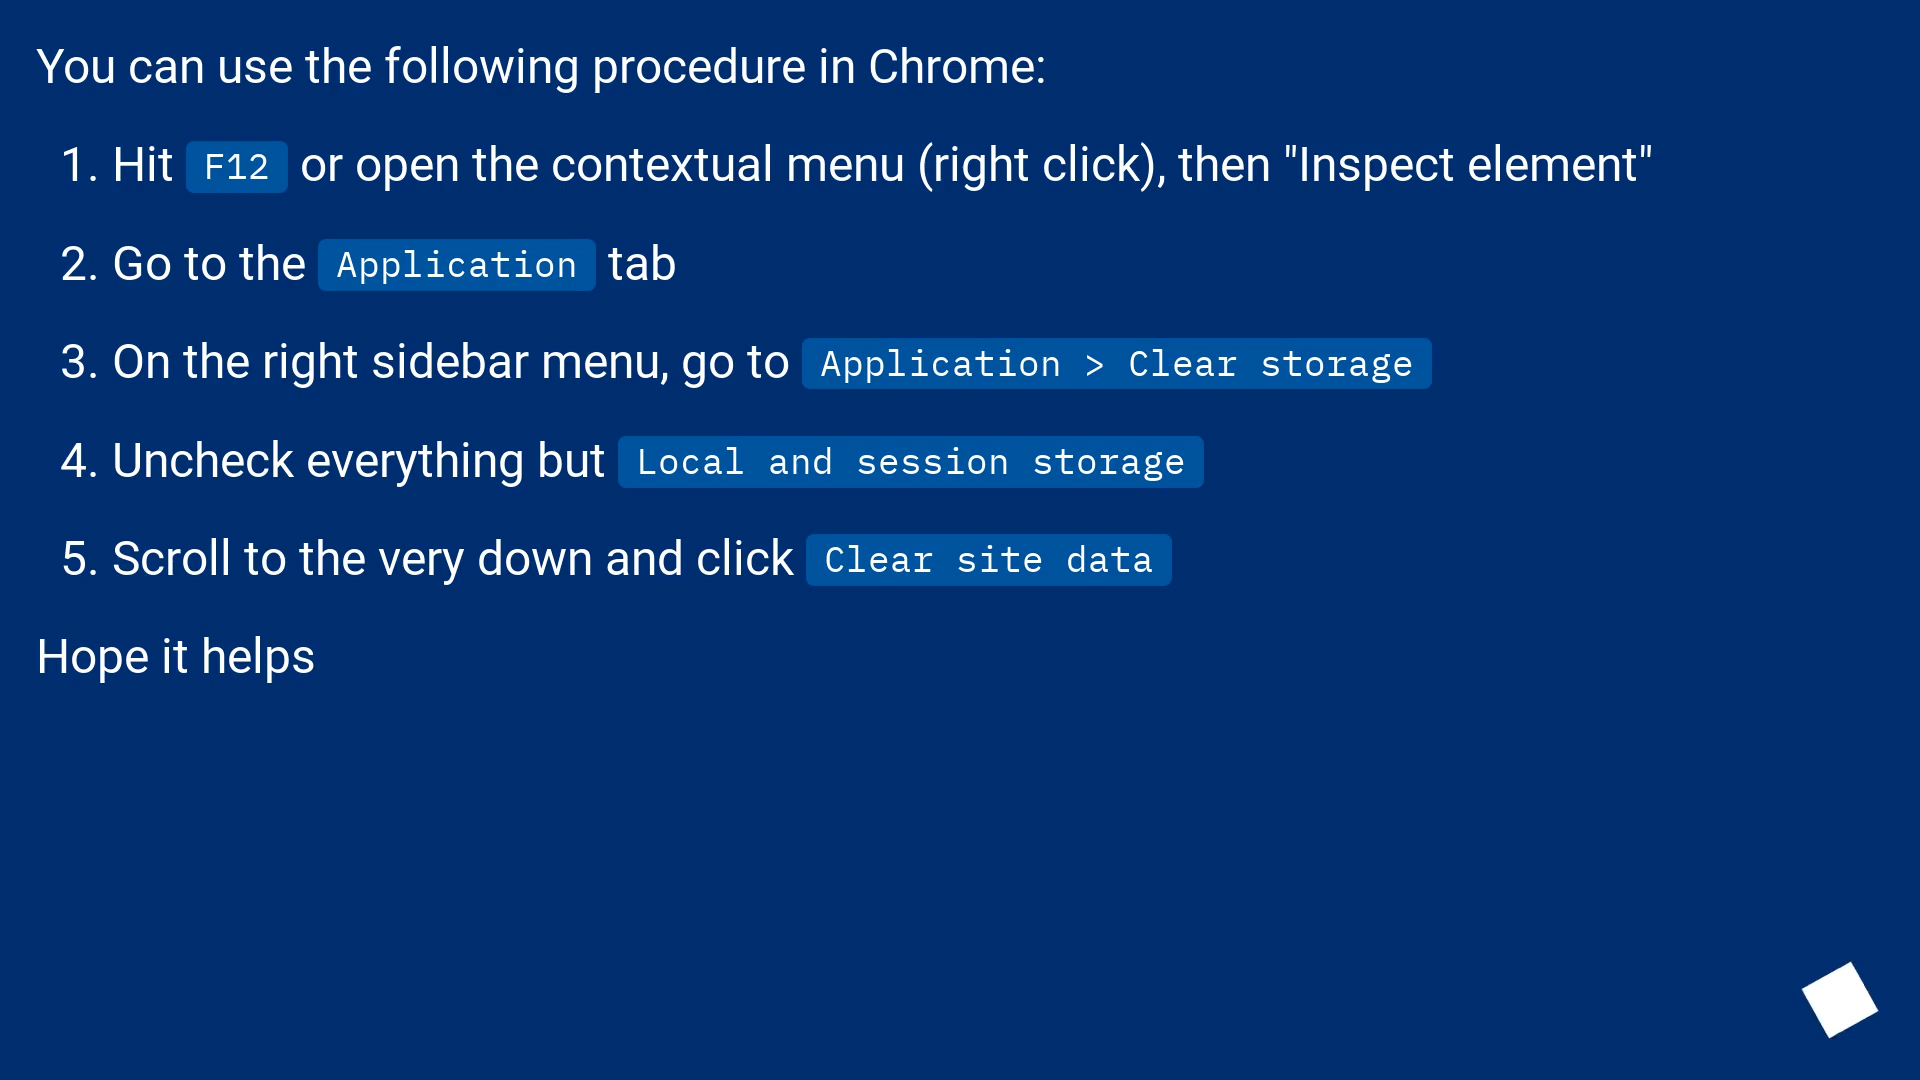 You can use the following procedure in Chrome:
1. Hit F12 or open the contextual menu (right click), then "Inspect element"
2. Go to the Application tab
3. On the right sidebar menu, go to Application > Clear storage
4. Uncheck everything but Local and session storage
5. Scroll to the very down and click Clear site data
Hope it helps